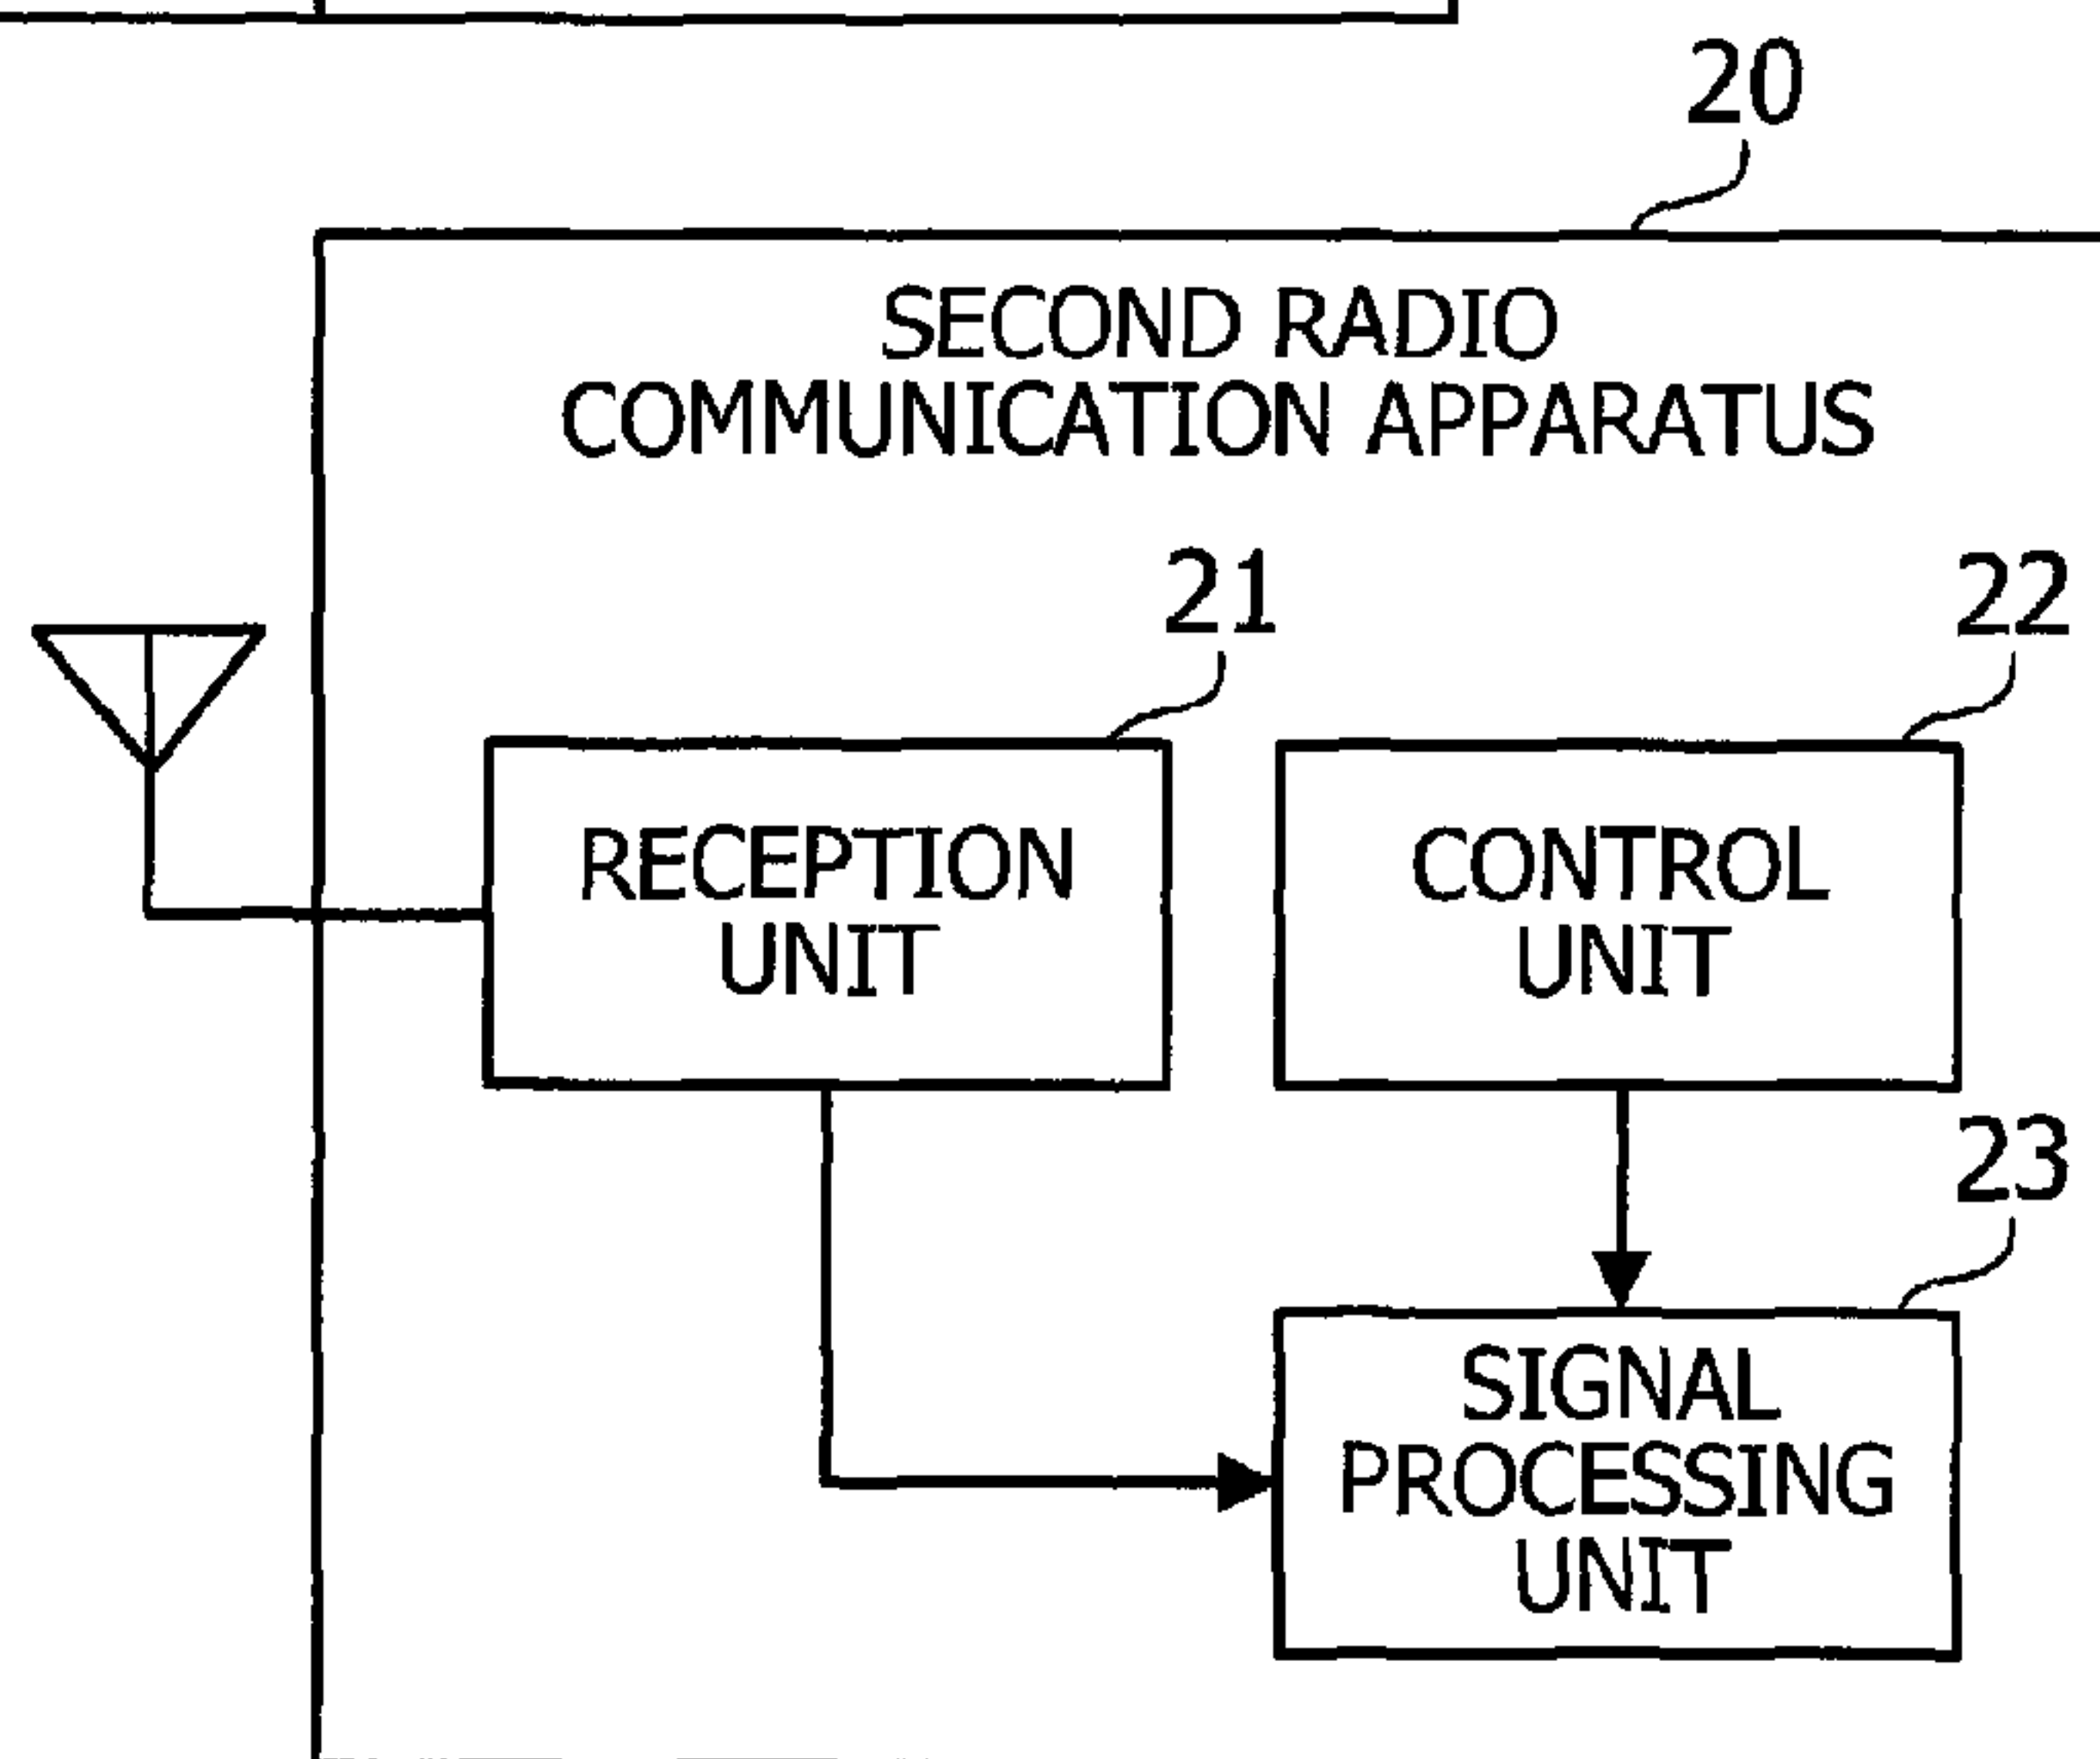 20
SECOND RADIO
COMMUNICATION APPARATUS
21
22
RECEPTION
UNIT
CONTROL
UNIT
23
SIGNAL
PROCESSING
UNIT